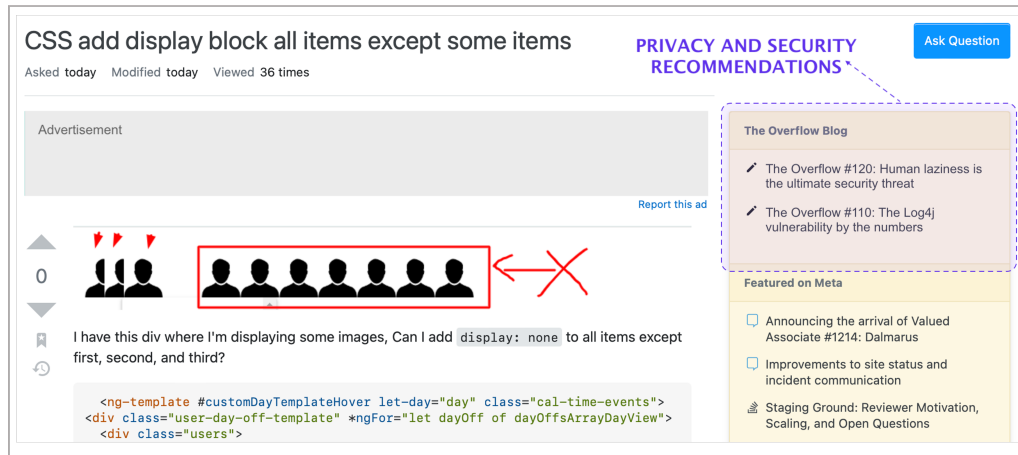 CSS add display block all items except some items
Asked today Modified today Viewed 36 times
PRIVACY AND SECURITY
RECOMMENDATIONS
Ask Question
Advertisement
Report this ad
0
I have this div where I'm displaying some images, Can I add display: none to all items except
first, second, and third?
<ng-template #customDayTemplateHover let-day="day" class="cal-time-events">
<div class="user-day-off-template" *ngFor="let dayOff of dayOffsArrayDayView">
<div class="users">
The Overflow Blog
The Overflow #120: Human laziness is
the ultimate security threat
The Overflow #110: The Log4j
vulnerability by the numbers
Featured on Meta
Announcing the arrival of Valued
Associate #1214: Dalmarus
Improvements to site status and
incident communication
Staging Ground: Reviewer Motivation,
Scaling, and Open Questions